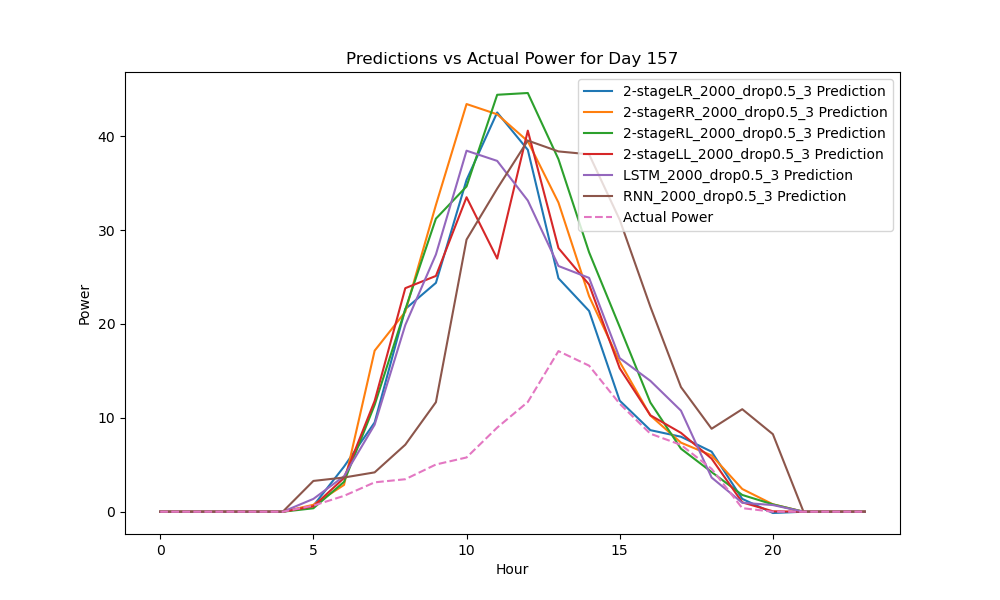 Predictions vs Actual Power for Day 157
2-stageLR_2000_drop0.5_3 Prediction
2-stageRR_2000_drop0.5_3 Prediction
2-stageRL_2000_drop0.5_3 Prediction
2-stageLL_2000_drop0.5_3 Prediction
LSTM_2000_drop0.5_3 Prediction
RNN_2000_drop0.5_3 Prediction
Actual Power
Power
40
30
20
10
0
0 5 10 15 20
Hour